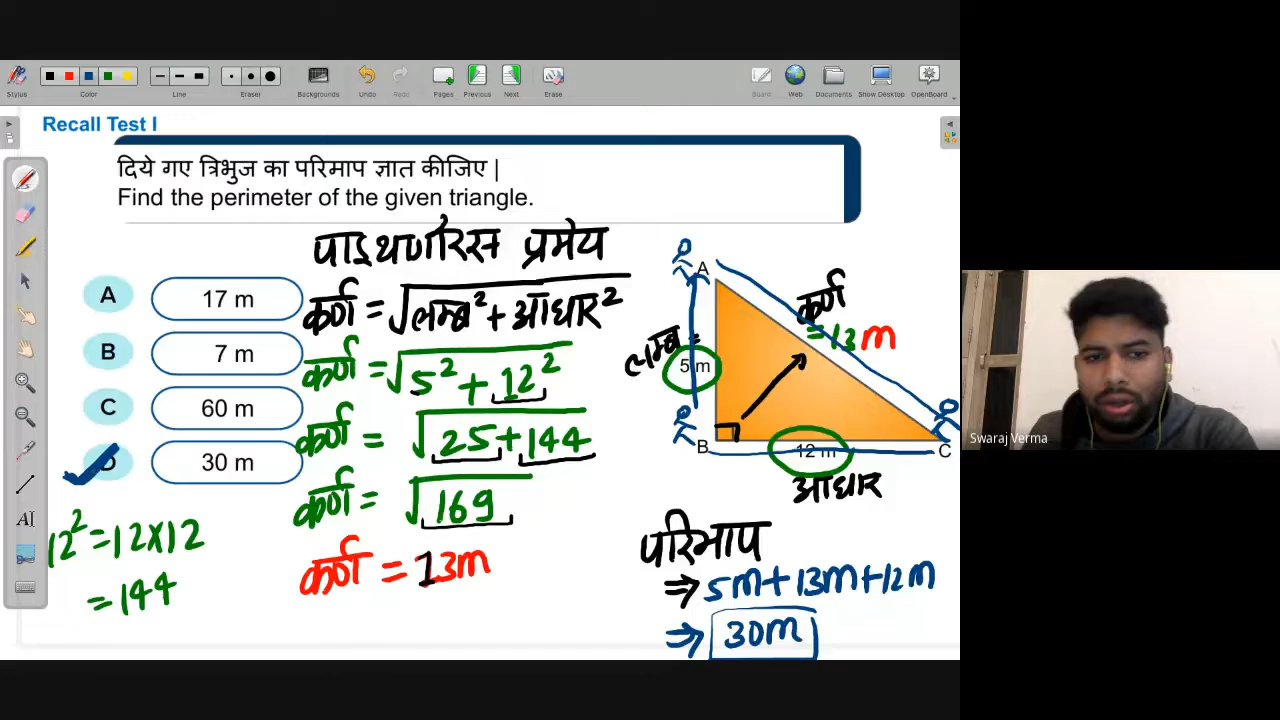 Stylus
Color
Line
Eraser
Backgrounds
Undo
Redo
Pages
Previous
Next
Erase
Board
Web
Documents
Show Desktop
OpenBoard
Recall Test I
दिये गए त्रिभुज का परिमाप ज्ञात कीजिए |
Find the perimeter of the given triangle.
A 17 m
B 7 m
C 60 m
D 30 m
12² = 12 x 12
= 144
पाइथागोरस प्रमेय
कर्ण = √लम्ब² + आधार²
कर्ण = √5² + 12²
कर्ण = √25 + 144
कर्ण = √169
कर्ण = 13m
A
कर्ण
= 13 m
लम्ब =
5 m
B
12 m
C
आधार
परिमाप
⇒ 5m + 13m + 12m
⇒ 30m
Swaraj Verma